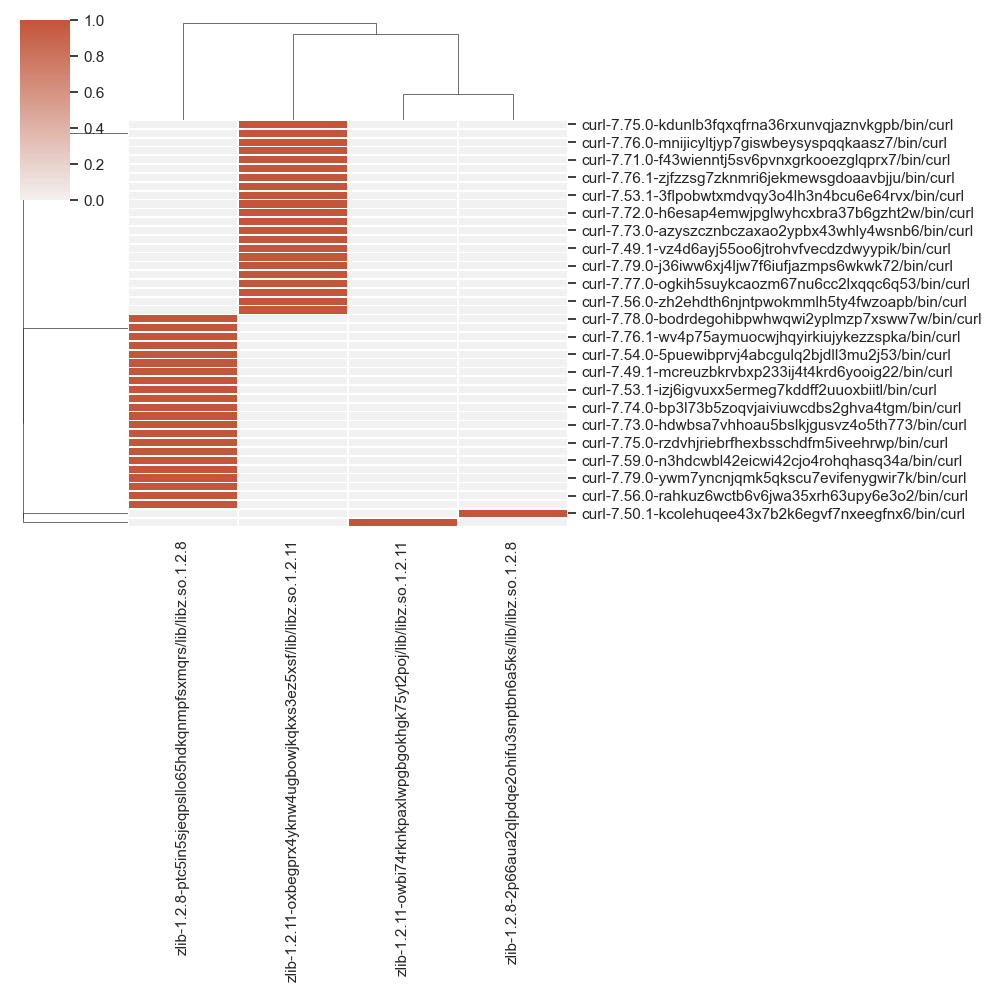 1.0
0.8
0.6
0.4
0.2
0.0
curl-7.75.0-kdunlb3fqxqfrna36rxunvqjaznvkgpb/bin/curl
curl-7.76.0-mnijicyltjyp7giswbeysyspqqkaasz7/bin/curl
curl-7.71.0-f43wienntj5sv6pvnxgrkooezglqprx7/bin/curl
curl-7.76.1-zjfzzsg7zknmri6jekmewsgdoaavbjju/bin/curl
curl-7.53.1-3flpobwtxmdvqy3o4lh3n4bcu6e64rvx/bin/curl
curl-7.72.0-h6esap4emwjpglwyhcxbra37b6gzht2w/bin/curl
curl-7.73.0-azyszcznbczaxao2ypbx43whly4wsnb6/bin/curl
curl-7.49.1-vz4d6ayj55oo6jtrohvfvecdzdwyypik/bin/curl
curl-7.79.0-j36iww6xj4ljw7f6iufjazmps6wkwk72/bin/curl
curl-7.77.0-ogkih5suykcaozm67nu6cc2lxqqc6q53/bin/curl
curl-7.56.0-zh2ehdth6njntpwokmmlh5ty4fwzoapb/bin/curl
curl-7.78.0-bodrdegohibpwhwqwi2yplmzp7xsww7w/bin/curl
curl-7.76.1-wv4p75aymuocwjhqyirkiujykezzspka/bin/curl
curl-7.54.0-5puewibprvj4abcgulq2bjdll3mu2j53/bin/curl
curl-7.49.1-mcreuzbkrvbxp233ij4t4krd6yooig22/bin/curl
curl-7.53.1-izj6igvuxx5ermeg7kddff2uuoxbiitl/bin/curl
curl-7.74.0-bp3l73b5zoqvjaiviuwcdbs2ghva4tgm/bin/curl
curl-7.73.0-hdwbsa7vhhoau5bslkjgusvz4o5th773/bin/curl
curl-7.75.0-rzdvhjriebrfhexbsschdfm5iveehrwp/bin/curl
curl-7.59.0-n3hdcwbl42eicwi42cjo4rohqhasq34a/bin/curl
curl-7.79.0-ywm7yncnjqmk5qkscu7evifenygwir7k/bin/curl
curl-7.56.0-rahkuz6wctb6v6jwa35xrh63upy6e3o2/bin/curl
curl-7.50.1-kcolehuqee43x7b2k6egvf7nxeegfnx6/bin/curl
zlib-1.2.8-ptc5in5sjeqpsllo65hdkqnmpfsxmqrs/lib/libz.so.1.2.8
zlib-1.2.11-oxbegprx4yknw4ugbowjkqkxs3ez5xsf/lib/libz.so.1.2.11
zlib-1.2.11-owbi74rknkpaxlwpgbgokhgk75yt2poj/lib/libz.so.1.2.11
zlib-1.2.8-2p66aua2qlpdqe2ohifu3snptbn6a5ks/lib/libz.so.1.2.8